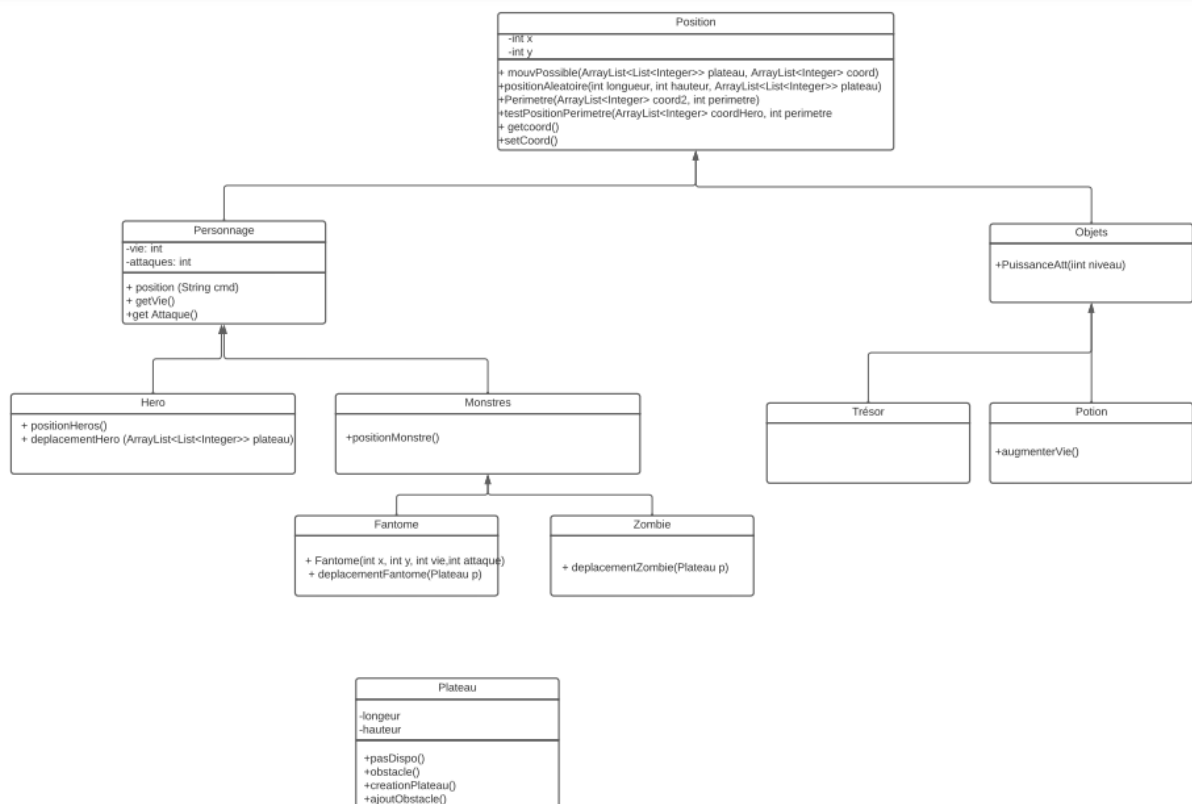 Position
-int x
-int y
+ mouvPossible(ArrayList<List<Integer>> plateau, ArrayList<Integer> coord)
+positionAleatoire(int longueur, int hauteur, ArrayList<List<Integer>> plateau)
+Perimetre(ArrayList<Integer> coord2, int perimetre)
+testPositionPerimetre(ArrayList<Integer> coordHero, int perimetre
+ getcoord()
+setCoord()
Personnage
-vie: int
-attaques: int
+ position (String cmd)
+ getVie()
+get Attaque()
Objets
+PuissanceAtt(iint niveau)
Hero
+ positionHeros()
+ deplacementHero (ArrayList<List<Integer>> plateau)
Monstres
+positionMonstre()
Trésor
Potion
+augmenterVie()
Fantome
+ Fantome(int x, int y, int vie,int attaque)
+ deplacementFantome(Plateau p)
Zombie
+ deplacementZombie(Plateau p)
Plateau
-longeur
-hauteur
+pasDispo()
+obstacle()
+creationPlateau()
+ajoutObstacle()